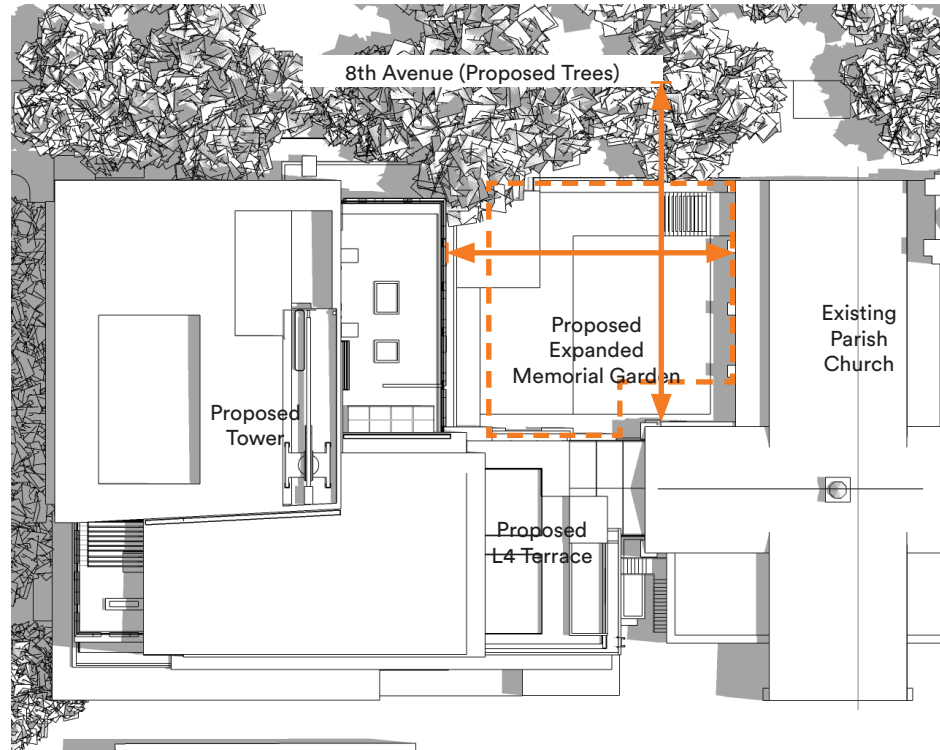 8th Avenue (Proposed Trees)
Proposed
Expanded
Memorial Garden
Existing
Parish
Church
Proposed
Tower
Proposed
L4 Terrace